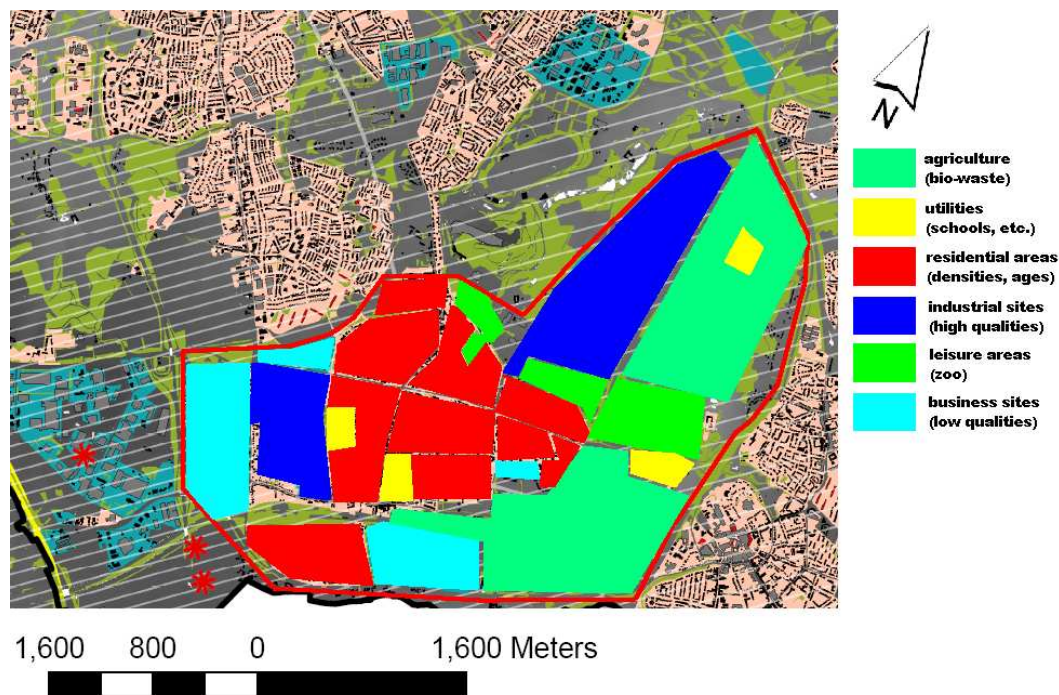 N
agriculture
(bio-waste)
utilities
(schools, etc.)
residential areas
(densities, ages)
industrial sites
(high qualities)
leisure areas
(zoo)
business sites
(low qualities)
1,600 800 0 1,600 Meters